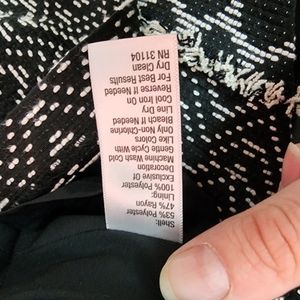 Shell:
53% Polyester
47% Rayon
Lining:
100% Polyester
Exclusive Of
Decoration
Machine Wash Cold
Gentle Cycle With
Like Colors
Only Non-Chlorine
Bleach If Needed
Line Dry
Cool Iron On
Reverse If Needed
For Best Results
Dry Clean
RN 31104